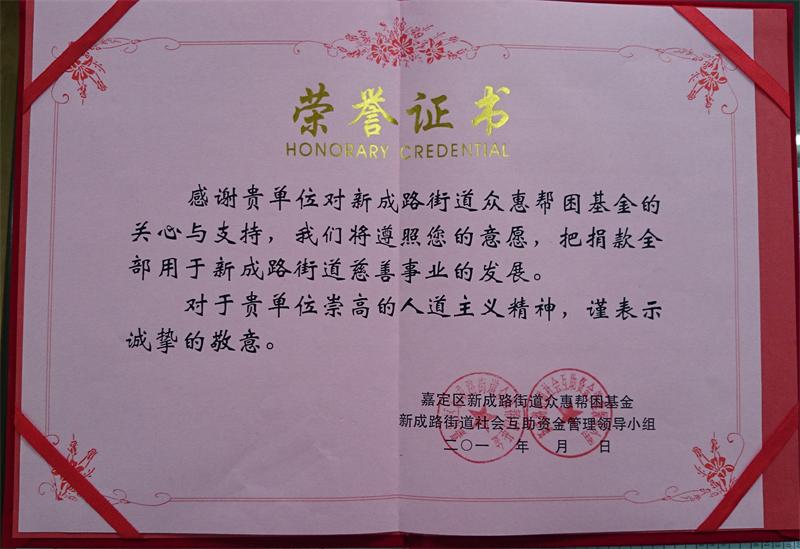 荣誉证书
HONORARY CREDENTIAL
感谢贵单位对新成路街道众惠帮困基金的
关心与支持，我们将遵照您的意愿，把捐款全
部用于新成路街道慈善事业的发展。
对于贵单位崇高的人道主义精神，谨表示
诚挚的敬意。
嘉定区新成路街道众惠帮困基金
新成路街道社会互助资金管理领导小组
二〇一 年 月 日